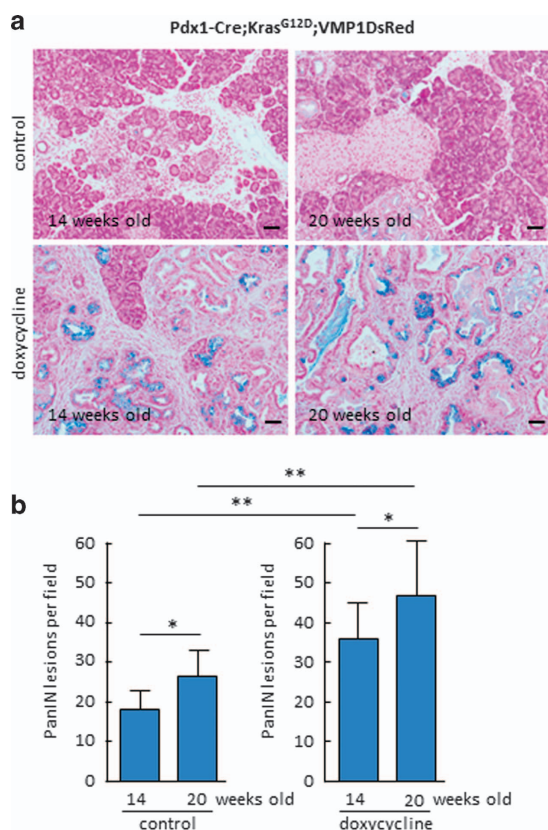 a
Pdx1-Cre;KrasG12D;VMP1DsRed
control
14 weeks old
20 weeks old
doxycycline
14 weeks old
20 weeks old
b
**
**
*
*
PanIN lesions per field
60
50
40
30
20
10
0
14
20
weeks old
control
PanIN lesions per field
60
50
40
30
20
10
0
14
20
weeks old
doxycycline